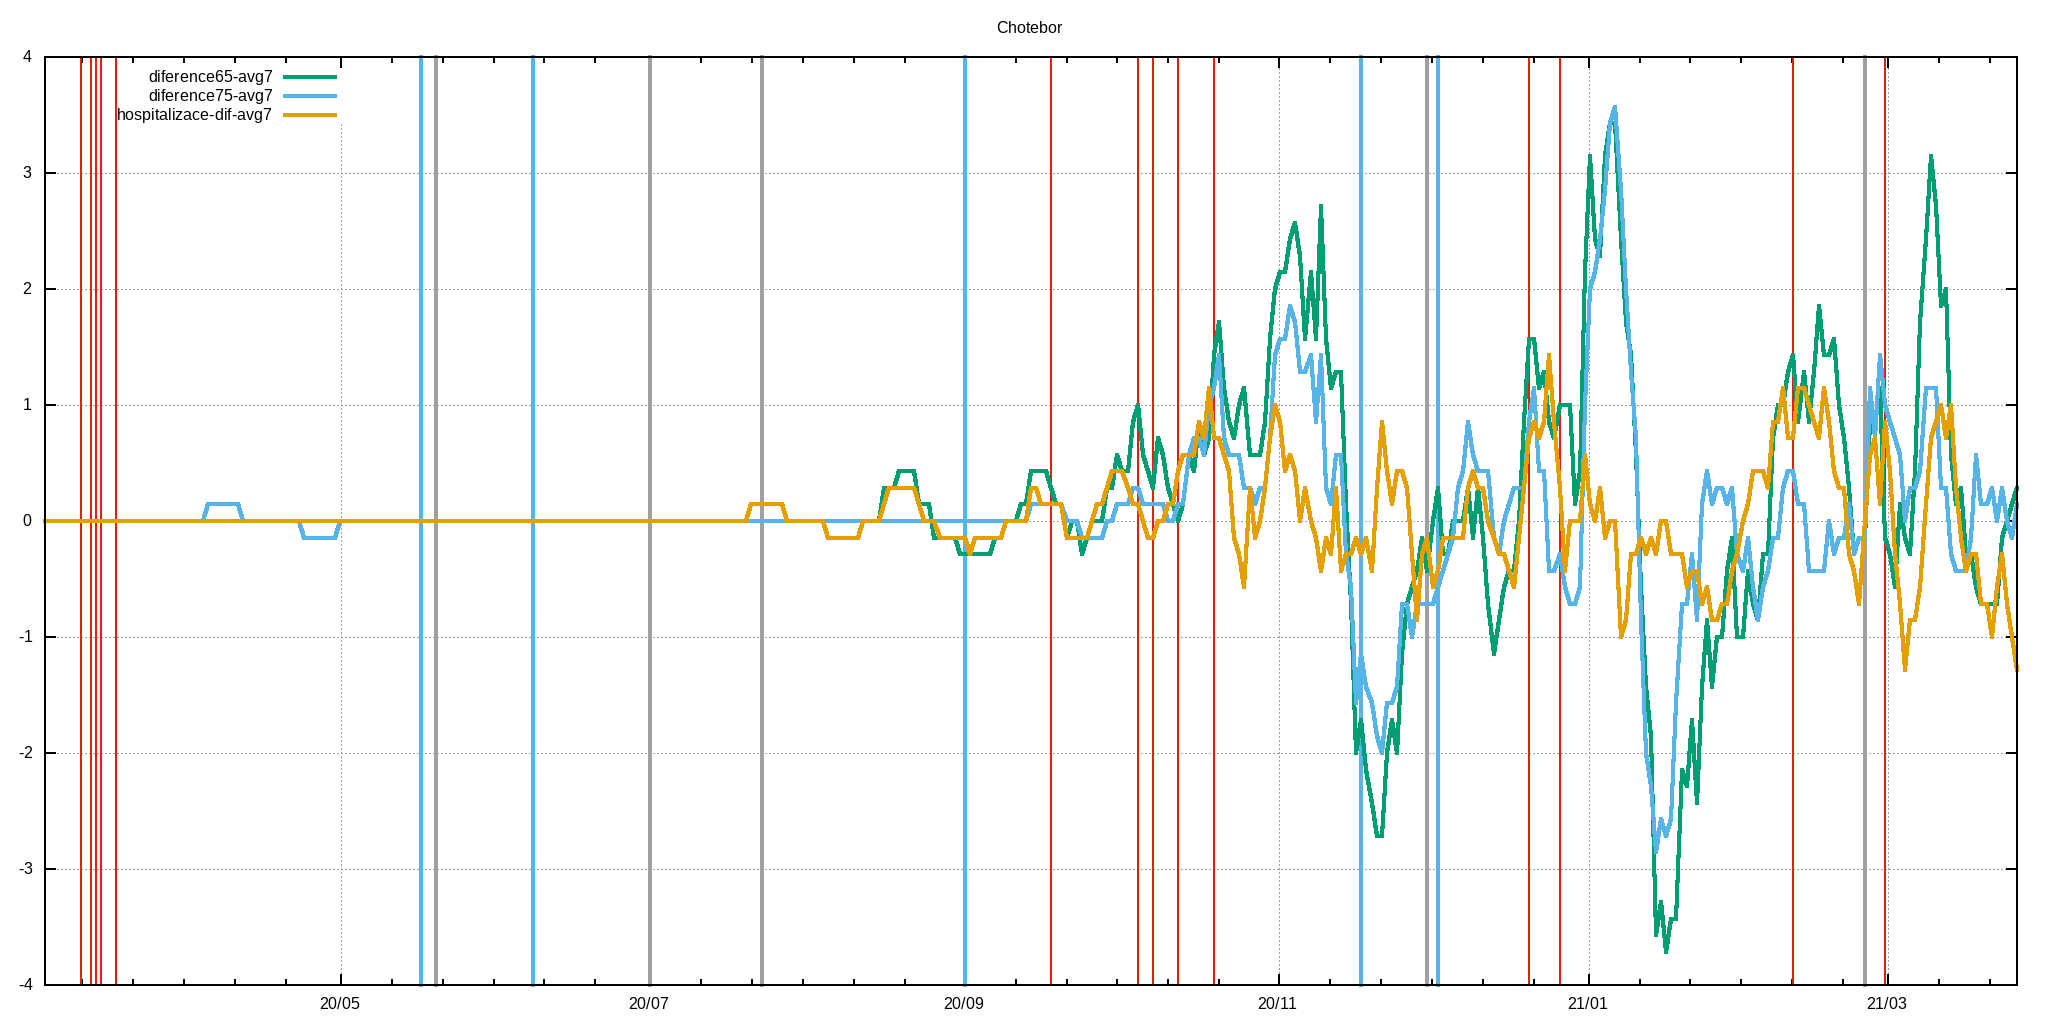 Chotebor
diference65-avg7
diference75-avg7
hospitalizace-dif-avg7
4
3
2
1
0
-1
-2
-3
-4
20/05 20/07 20/09 20/11 21/01 21/03